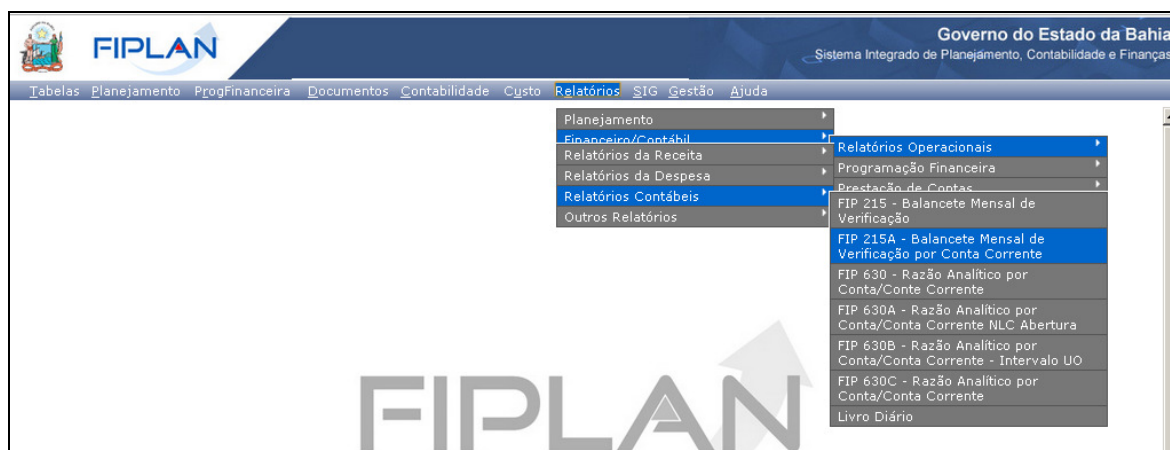 FIPLAN
Governo do Estado da Bahia
Sistema Integrado de Planejamento, Contabilidade e Finanças
Tabelas Planejamento ProgFinanceira Documentos Contabilidade Custo Relatórios SIG Gestão Ajuda
Planejamento
Financeiro/Contábil
Relatórios da Receita
Relatórios da Despesa
Relatórios Contábeis
Outros Relatórios
Relatórios Operacionais
Programação Financeira
Prestação de Contas
FIP 215 - Balancete Mensal de
Verificação
FIP 215A - Balancete Mensal de
Verificação por Conta Corrente
FIP 630 - Razão Analítico por
Conta/Conte Corrente
FIP 630A - Razão Analítico por
Conta/Conta Corrente NLC Abertura
FIP 630B - Razão Analítico por
Conta/Conta Corrente - Intervalo UO
FIP 630C - Razão Analítico por
Conta/Conta Corrente
Livro Diário
FIPLAN